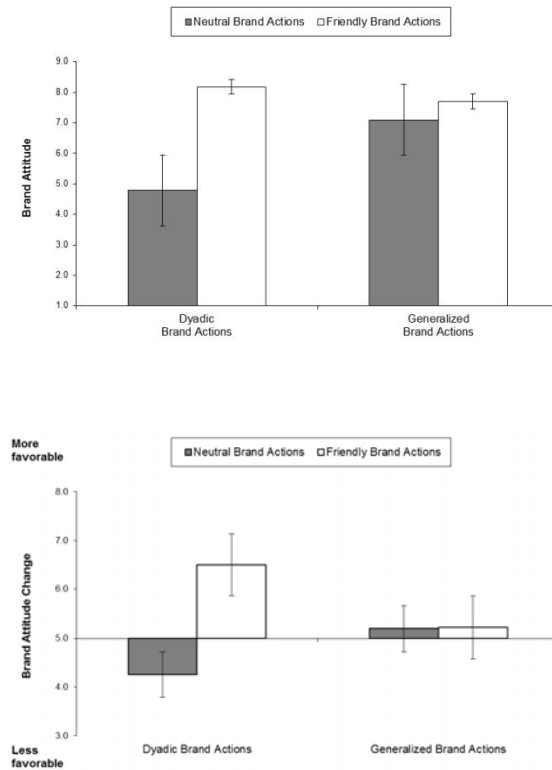 Neutral Brand Actions Friendly Brand Actions
9.0
8.0
7.0
6.0
5.0
4.0
3.0
2.0
1.0
Brand Attitude
Dyadic
Brand Actions
Generalized
Brand Actions
More
favorable
Neutral Brand Actions Friendly Brand Actions
8.0
7.0
6.0
5.0
4.0
3.0
Brand Attitude Change
Less
favorable
Dyadic Brand Actions
Generalized Brand Actions